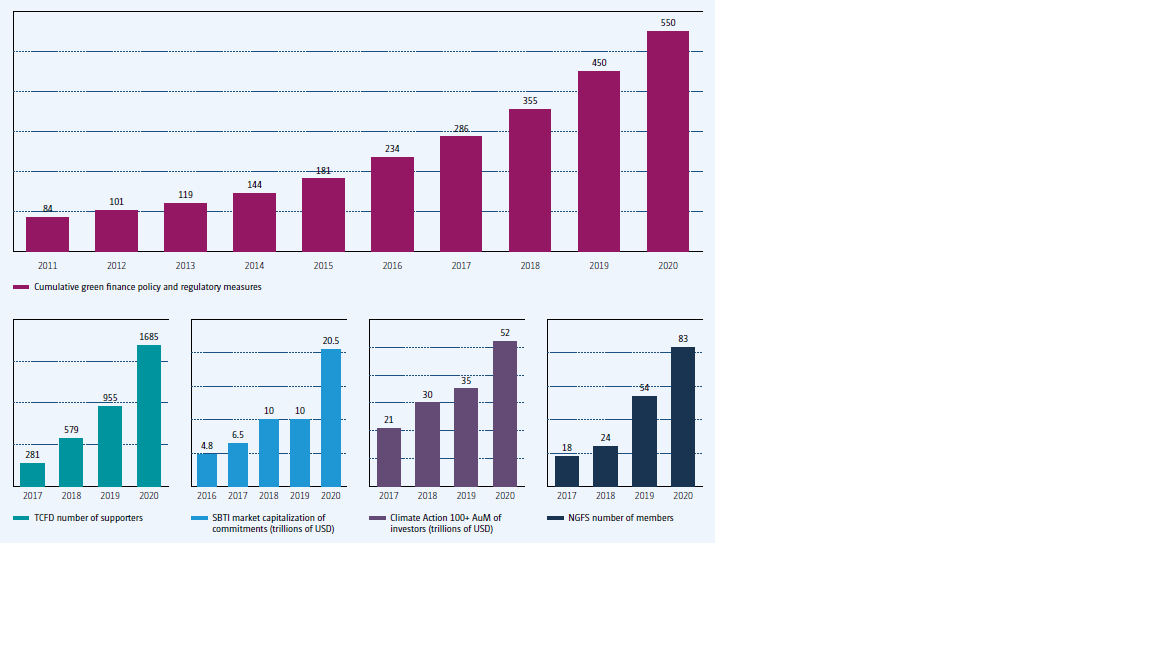 550
450
355
286
234
181
144
119
101
84
2011 2012 2013 2014 2015 2016 2017 2018 2019 2020
Cumulative green finance policy and regulatory measures
1685
955
579
281
2017 2018 2019 2020
TCFD number of supporters
20.5
10 10
6.5
4.8
2016 2017 2018 2019 2020
SBTI market capitalization of
commitments (trillions of USD)
52
35
30
21
2017 2018 2019 2020
Climate Action 100+ AuM of
investors (trillions of USD)
83
54
24
18
2017 2018 2019 2020
NGFS number of members